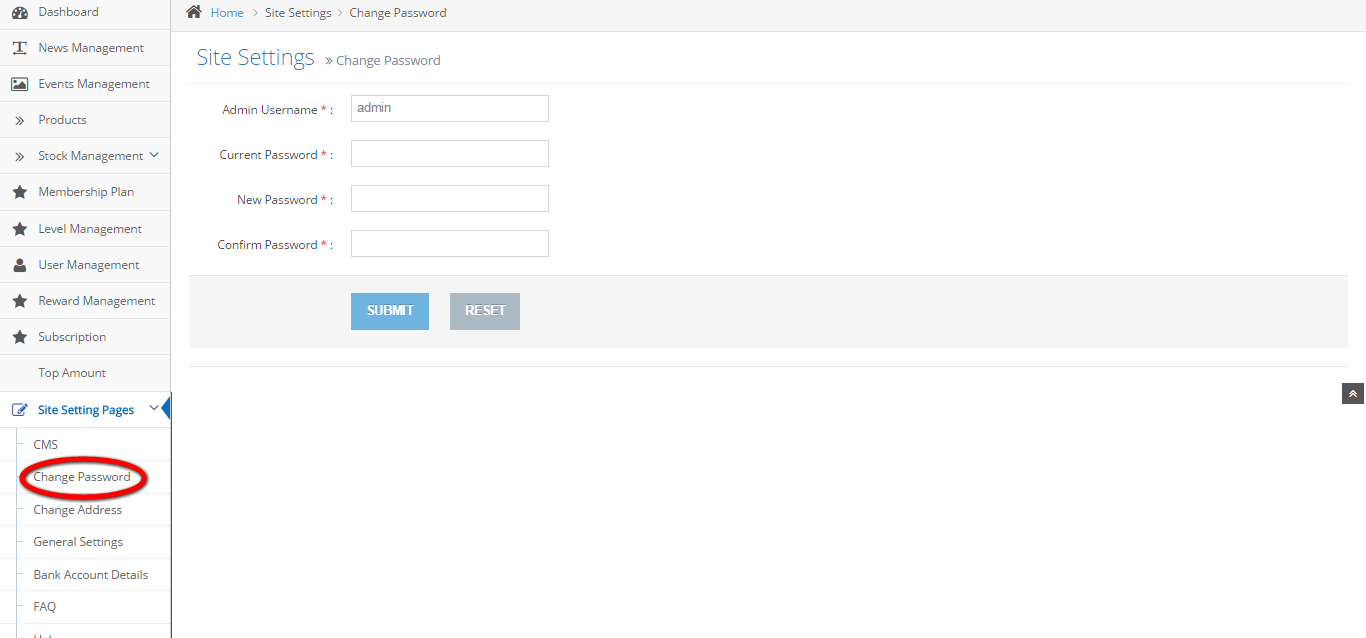 Dashboard
News Management
Events Management
Products
Stock Management
Membership Plan
Level Management
User Management
Reward Management
Subscription
Top Amount
Site Setting Pages
CMS
Change Password
Change Address
General Settings
Bank Account Details
FAQ
Home > Site Settings > Change Password
Site Settings » Change Password
Admin Username * : admin
Current Password * :
New Password * :
Confirm Password * :
SUBMIT RESET